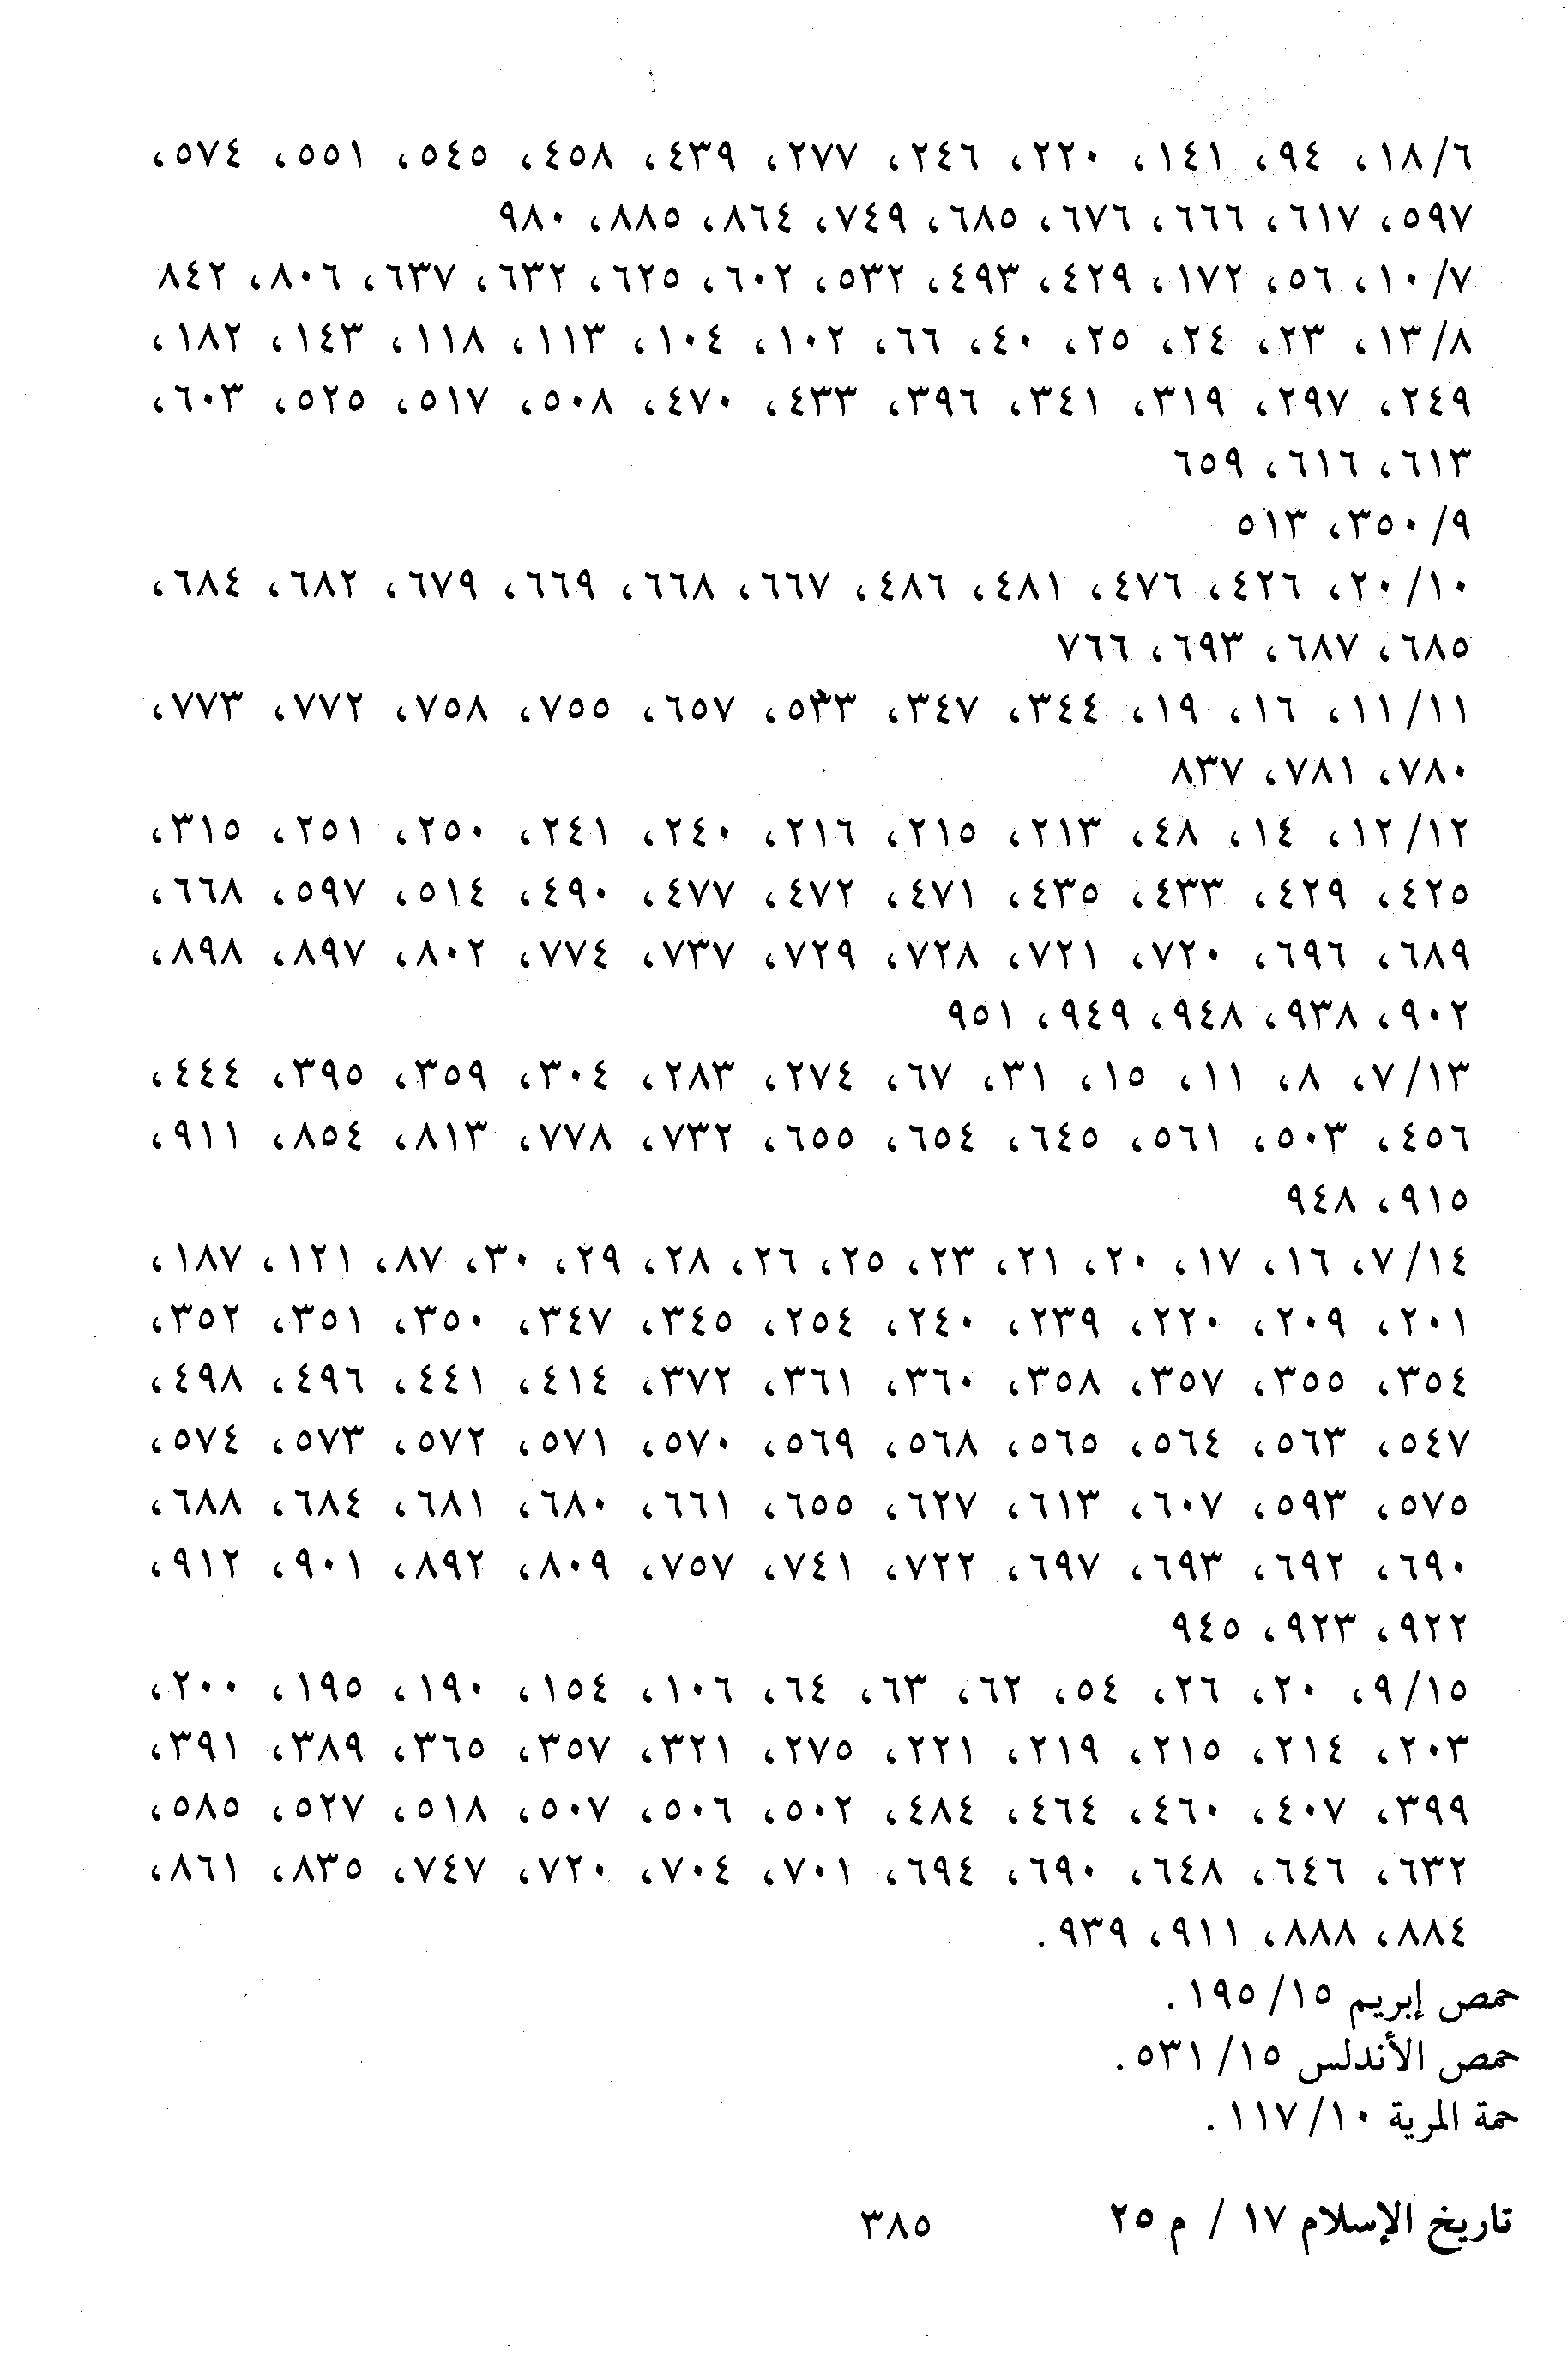 ٦/ ١٨، ٩٤، ١٤١، ٢٢٠، ٢٤٦، ٢٧٧، ٤٣٩، ٤٥٨، ٥٤٥، ٥٥١، ٥٧٤،
٥٩٧، ٦١٧، ٦٦٦، ٦٧٦، ٦٨٥، ٧٤٩، ٨٦٤، ٨٨٥، ٩٨٠
٧/ ١٠، ٥٦، ١٧٢، ٤٢٩، ٤٩٣، ٥٣٢، ٦٠٢، ٦٢٥، ٦٣٢، ٦٣٧، ٨٠٦، ٨٤٢
٨/ ١٣، ٢٣، ٢٤، ٢٥، ٤٠، ٦٦، ١٠٢، ١٠٤، ١١٣، ١١٨، ١٤٣، ١٨٢،
٢٤٩، ٢٩٧، ٣١٩، ٣٤١، ٣٩٦، ٤٣٣، ٤٧٠، ٥٠٨، ٥١٧، ٥٢٥، ٦٠٣،
٦١٣، ٦١٦، ٦٥٩
٩/ ٣٥٠، ٥١٣
١٠/ ٢٠، ٤٢٦، ٤٧٦، ٤٨١، ٤٨٦، ٦٦٧، ٦٦٨، ٦٦٩، ٦٧٩، ٦٨٢، ٦٨٤،
٦٨٥، ٦٨٧، ٦٩٣، ٧٦٦
١١/ ١١، ١٦، ١٩، ٣٤٤، ٣٤٧، ٥٣٣، ٦٥٧، ٧٥٥، ٧٥٨، ٧٧٢، ٧٧٣،
٧٨٠، ٧٨١، ٨٣٧
١٢/ ١٢، ١٤، ٤٨، ٢١٣، ٢١٥، ٢١٦، ٢٤٠، ٢٤١، ٢٥٠، ٢٥١، ٣١٥،
٤٢٥، ٤٢٩، ٤٣٣، ٤٣٥، ٤٧١، ٤٧٢، ٤٧٧، ٤٩٠، ٥١٤، ٥٩٧، ٦٦٨،
٦٨٩، ٦٩٦، ٧٢٠، ٧٢١، ٧٢٨، ٧٢٩، ٧٣٧، ٧٧٤، ٨٠٢، ٨٩٧، ٨٩٨،
٩٠٢، ٩٣٨، ٩٤٨، ٩٤٩، ٩٥١
١٣/ ٧، ٨، ١١، ١٥، ٣١، ٦٧، ٢٧٤، ٢٨٣، ٣٠٤، ٣٥٩، ٣٩٥، ٤٤٤،
٤٥٦، ٥٠٣، ٥٦١، ٦٤٥، ٦٥٤، ٦٥٥، ٧٣٢، ٧٧٨، ٨١٣، ٨٥٤، ٩١١،
٩١٥، ٩٤٨
١٤/ ٧، ١٦، ١٧، ٢٠، ٢١، ٢٣، ٢٥، ٢٦، ٢٨، ٢٩، ٣٠، ٨٧، ١٢١، ١٨٧،
٢٠١، ٢٠٩، ٢٢٠، ٢٣٩، ٢٤٠، ٢٥٤، ٣٤٥، ٣٤٧، ٣٥٠، ٣٥١، ٣٥٢،
٣٥٤، ٣٥٥، ٣٥٧، ٣٥٨، ٣٦٠، ٣٦١، ٣٧٢، ٤١٤، ٤٤١، ٤٩٦، ٤٩٨،
٥٤٧، ٥٦٣، ٥٦٤، ٥٦٥، ٥٦٨، ٥٦٩، ٥٧٠، ٥٧١، ٥٧٢، ٥٧٣، ٥٧٤،
٥٧٥، ٥٩٣، ٦٠٧، ٦١٣، ٦٢٧، ٦٥٥، ٦٦١، ٦٨٠، ٦٨١، ٦٨٤، ٦٨٨،
٦٩٠، ٦٩٢، ٦٩٣، ٦٩٧، ٧٢٢، ٧٤١، ٧٥٧، ٨٠٩، ٨٩٢، ٩٠١، ٩١٢،
٩٢٢، ٩٢٣، ٩٤٥
١٥/ ٩، ٢٠، ٢٦، ٥٤، ٦٢، ٦٣، ٦٤، ١٠٦، ١٥٤، ١٩٠، ١٩٥، ٢٠٠،
٢٠٣، ٢١٤، ٢١٥، ٢١٩، ٢٢١، ٢٧٥، ٣٢١، ٣٥٧، ٣٦٥، ٣٨٩، ٣٩١،
٣٩٩، ٤٠٧، ٤٦٠، ٤٦٤، ٤٨٤، ٥٠٢، ٥٠٦، ٥٠٧، ٥١٨، ٥٢٧، ٥٨٥،
٦٣٢، ٦٤٦، ٦٤٨، ٦٩٠، ٦٩٤، ٧٠١، ٧٠٤، ٧٢٠، ٧٤٧، ٨٣٥، ٨٦١،
٨٨٤، ٨٨٨، ٩١١، ٩٣٩.
حمص إبريم ١٥/ ١٩٥.
حمص الأندلس ١٥/ ٥٣١.
حمة المرية ١٠/ ١١٧.
تاريخ الإسلام ١٧ / م ٢٥
٣٨٥